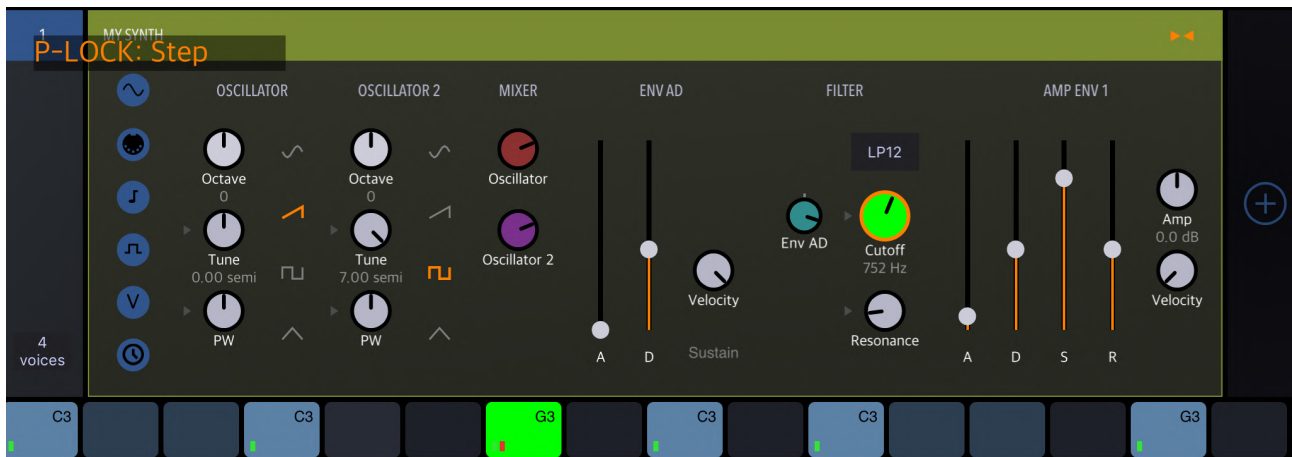 1
MY SYNTH
P-LOCK: Step
OSCILLATOR
OSCILLATOR 2
MIXER
ENV AD
FILTER
AMP ENV 1
LP12
Octave
0
Octave
0
Oscillator
Tune
0.00 semi
Tune
7.00 semi
Oscillator 2
Env AD
Cutoff
752 Hz
Amp
0.0 dB
V
PW
PW
Velocity
Resonance
Velocity
4
voices
A
D
Sustain
A
D
S
R
C3
C3
G3
C3
C3
G3